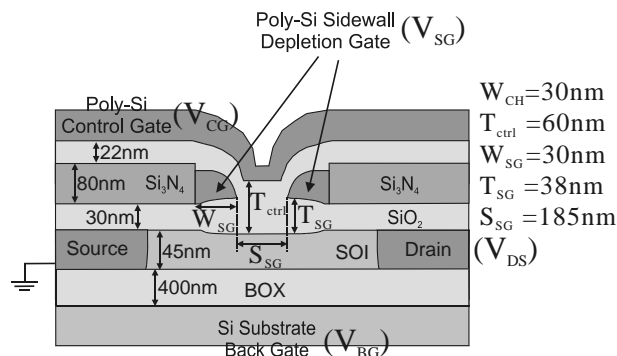 Poly-Si Sidewall
Depletion Gate (V_SG)
Poly-Si
Control Gate (V_CG)
22nm
80nm
Si₃N₄
Si₃N₄
30nm
W_SG
T_ctrl
T_SG
SiO₂
Source
45nm
S_SG
SOI
Drain
(V_DS)
400nm
BOX
Si Substrate
Back Gate (V_BG)
W_CH=30nm
T_ctrl=60nm
W_SG=30nm
T_SG=38nm
S_SG=185nm